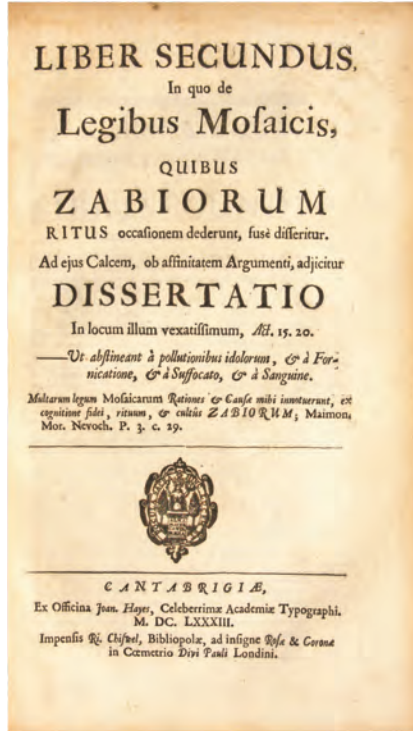 LIBER SECUNDUS,
In quo de
Legibus Moſaicis,
QUIBUS
ZABIORUM
RITUS occaſionem dederunt, fusè diſſeritur.
Ad ejus Calcem, ob affinitatem Argumenti, adjicitur
DISSERTATIO
In locum illum vexatiſſimum, Act. 15. 20.
——Ut abſtineant à pollutionibus idolorum, & à For-
nicatione, & à Suffocato, & à Sanguine.
Multarum legum Moſaicarum Rationes & Cauſæ mihi innotuerunt, ex
cognitione fidei, rituum, & cultûs ZABIORUM; Maimon.
Mor. Nevoch. P. 3. c. 29.
CANTABRIGIÆ,
Ex Officina Joan. Hayes, Celeberrimæ Academiæ Typographi.
M. DC. LXXXIII.
Impenſis Ri. Chiſwel, Bibliopolæ, ad inſigne Roſæ & Coronæ
in Cœmetrio Divi Pauli Londini.